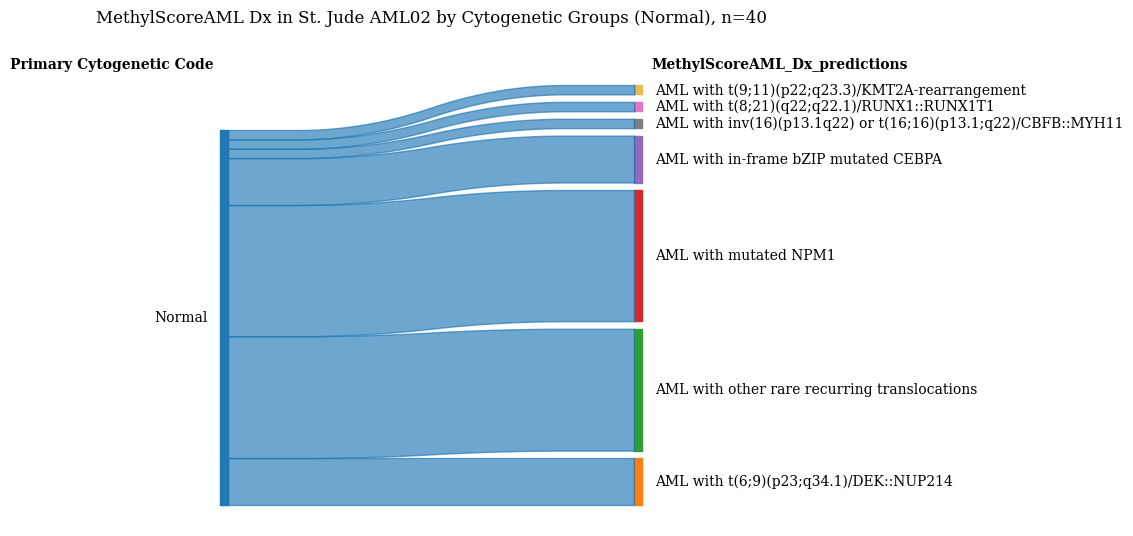 MethylScoreAML Dx in St. Jude AML02 by Cytogenetic Groups (Normal), n=40
Primary Cytogenetic Code
MethylScoreAML_Dx_predictions
AML with t(9;11)(p22;q23.3)/KMT2A-rearrangement
AML with t(8;21)(q22;q22.1)/RUNX1::RUNX1T1
AML with inv(16)(p13.1q22) or t(16;16)(p13.1;q22)/CBFB::MYH11
AML with in-frame bZIP mutated CEBPA
AML with mutated NPM1
Normal
AML with other rare recurring translocations
AML with t(6;9)(p23;q34.1)/DEK::NUP214